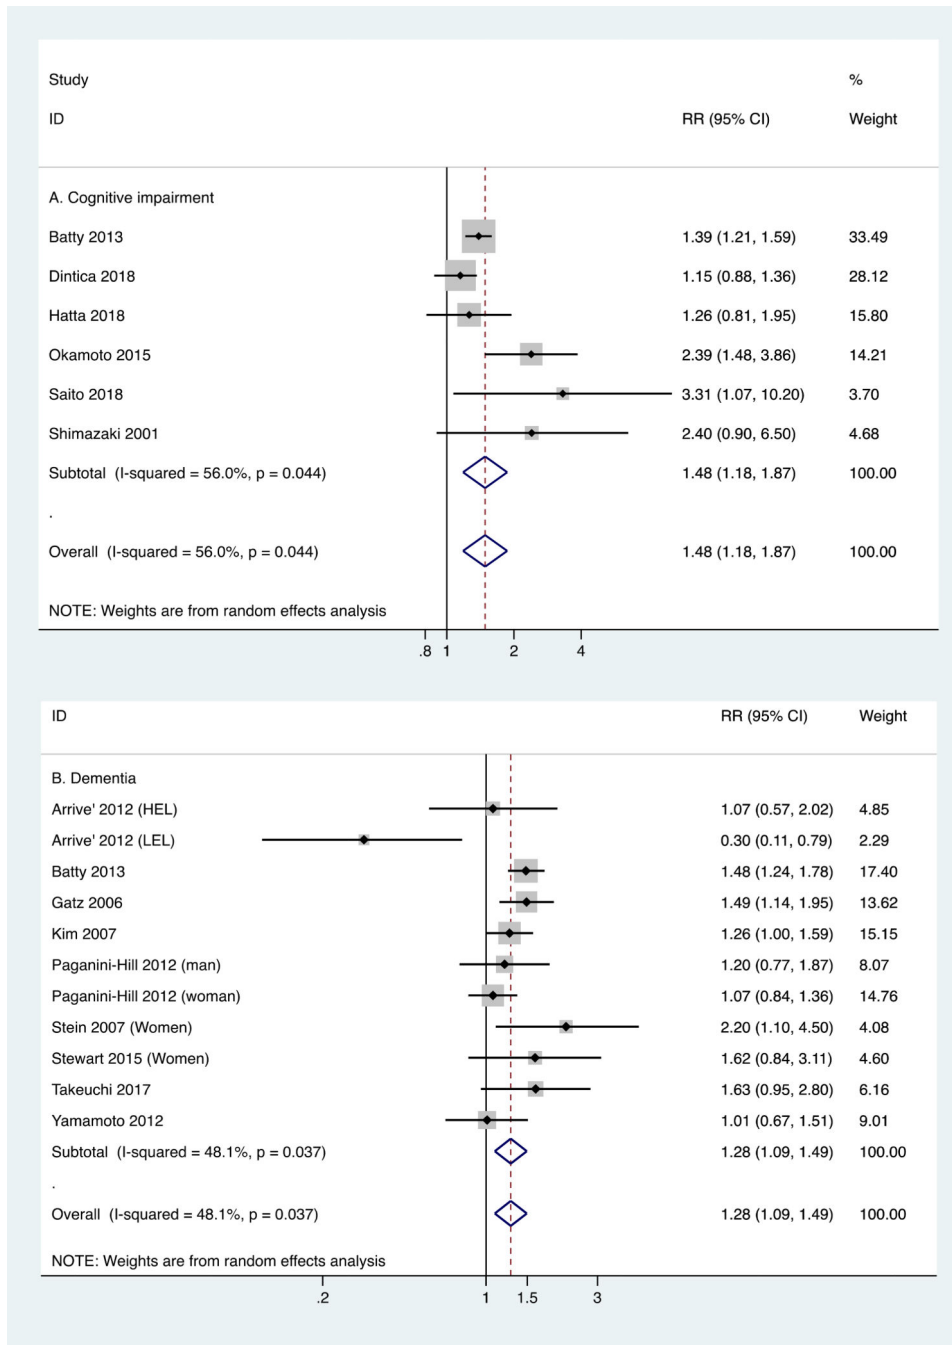 Study %
ID RR (95% CI) Weight
A. Cognitive impairment
Batty 2013 1.39 (1.21, 1.59) 33.49
Dintica 2018 1.15 (0.88, 1.36) 28.12
Hatta 2018 1.26 (0.81, 1.95) 15.80
Okamoto 2015 2.39 (1.48, 3.86) 14.21
Saito 2018 3.31 (1.07, 10.20) 3.70
Shimazaki 2001 2.40 (0.90, 6.50) 4.68
Subtotal (I-squared = 56.0%, p = 0.044) 1.48 (1.18, 1.87) 100.00
.
Overall (I-squared = 56.0%, p = 0.044) 1.48 (1.18, 1.87) 100.00
NOTE: Weights are from random effects analysis
.8 1 2 4
ID RR (95% CI) Weight
B. Dementia
Arrive' 2012 (HEL) 1.07 (0.57, 2.02) 4.85
Arrive' 2012 (LEL) 0.30 (0.11, 0.79) 2.29
Batty 2013 1.48 (1.24, 1.78) 17.40
Gatz 2006 1.49 (1.14, 1.95) 13.62
Kim 2007 1.26 (1.00, 1.59) 15.15
Paganini-Hill 2012 (man) 1.20 (0.77, 1.87) 8.07
Paganini-Hill 2012 (woman) 1.07 (0.84, 1.36) 14.76
Stein 2007 (Women) 2.20 (1.10, 4.50) 4.08
Stewart 2015 (Women) 1.62 (0.84, 3.11) 4.60
Takeuchi 2017 1.63 (0.95, 2.80) 6.16
Yamamoto 2012 1.01 (0.67, 1.51) 9.01
Subtotal (I-squared = 48.1%, p = 0.037) 1.28 (1.09, 1.49) 100.00
.
Overall (I-squared = 48.1%, p = 0.037) 1.28 (1.09, 1.49) 100.00
NOTE: Weights are from random effects analysis
.2 1 1.5 3